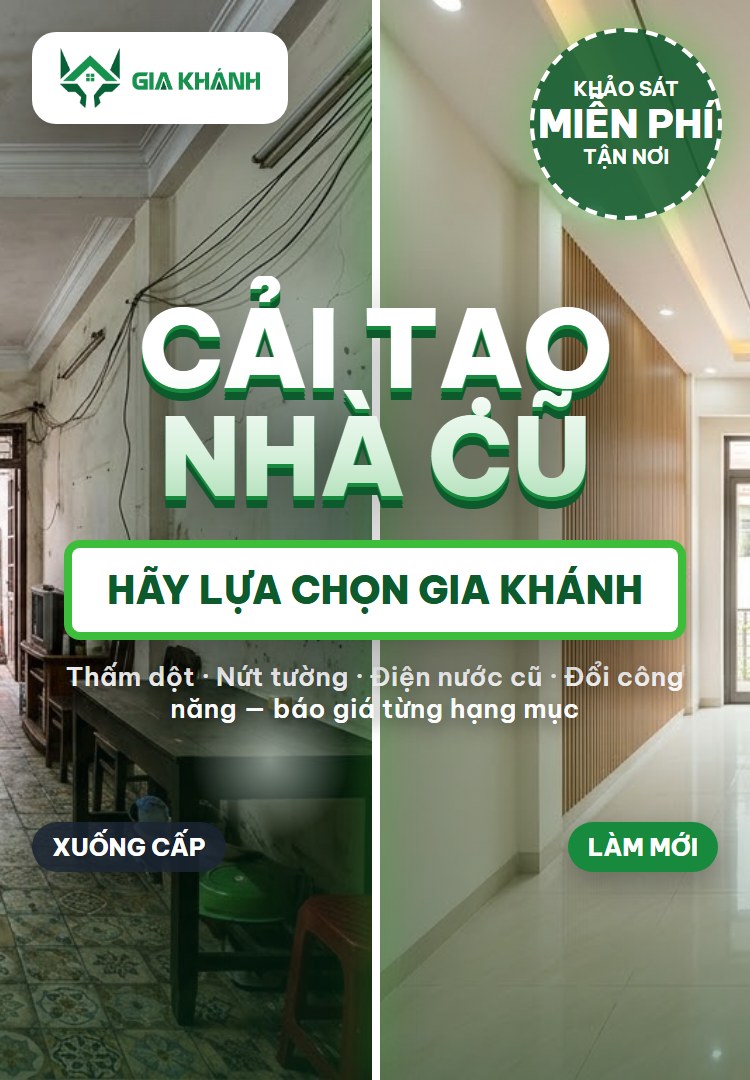 GIA KHÁNH
KHẢO SÁT
MIỄN PHÍ
TẬN NƠI
CẢI TẠO
NHÀ CŨ
HÃY LỰA CHỌN GIA KHÁNH
Thấm dột · Nứt tường · Điện nước cũ · Đổi công
năng — báo giá từng hạng mục
XUỐNG CẤP
LÀM MỚI